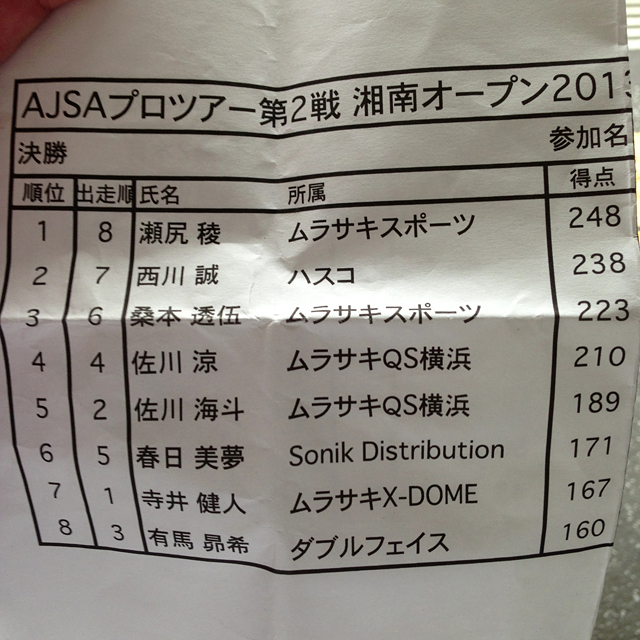 AJSAプロツアー第2戦 湘南オープン2013
決勝 参加名
順位 出走順 氏名 所属 得点
1 8 瀬尻 稜 ムラサキスポーツ 248
2 7 西川 誠 ハスコ 238
3 6 桑本 透伍 ムラサキスポーツ 223
4 4 佐川 涼 ムラサキQS横浜 210
5 2 佐川 海斗 ムラサキQS横浜 189
6 5 春日 美夢 Sonik Distribution 171
7 1 寺井 健人 ムラサキX-DOME 167
8 3 有馬 昴希 ダブルフェイス 160